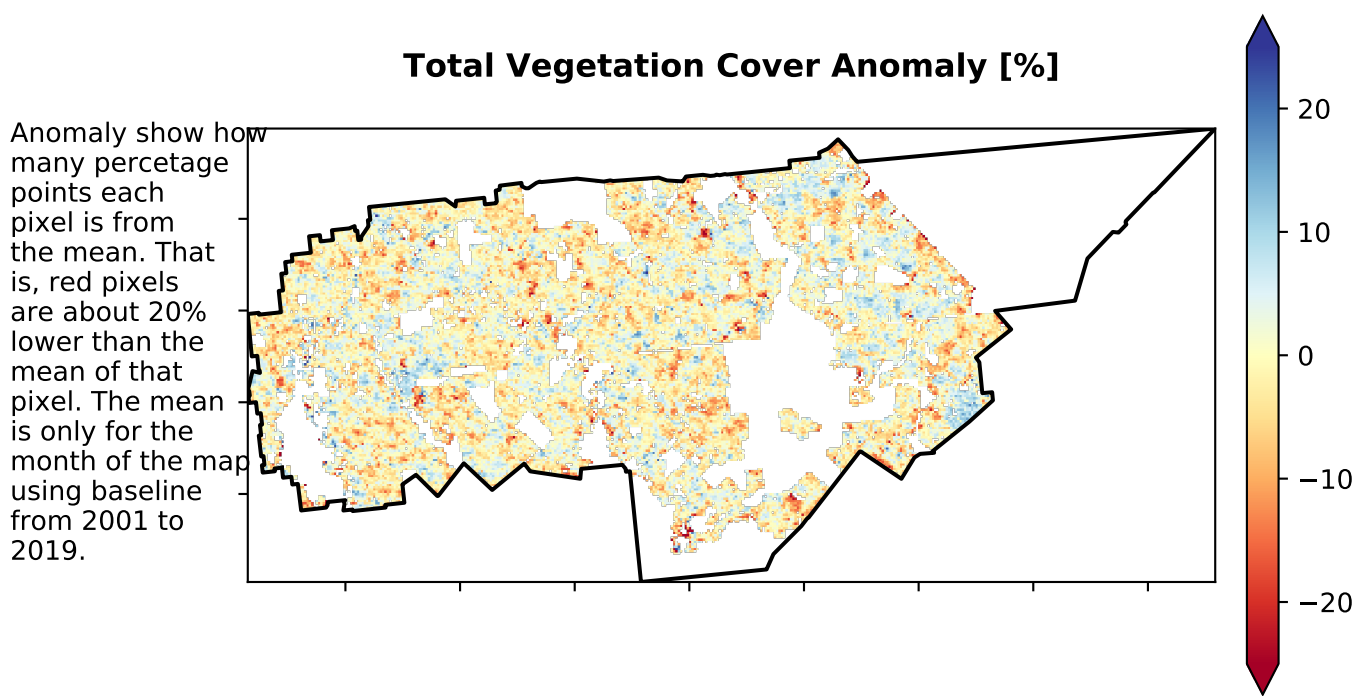 Total Vegetation Cover Anomaly [%]
Anomaly show how
many percetage
points each
pixel is from
the mean. That
is, red pixels
are about 20%
lower than the
mean of that
pixel. The mean
is only for the
month of the map
using baseline
from 2001 to
2019.
20
10
0
−10
−20